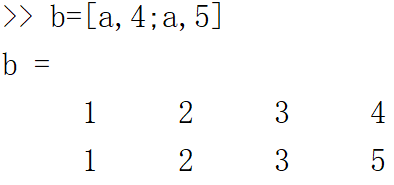 >> b=[a,4;a,5]
b =
1 2 3 4
1 2 3 5